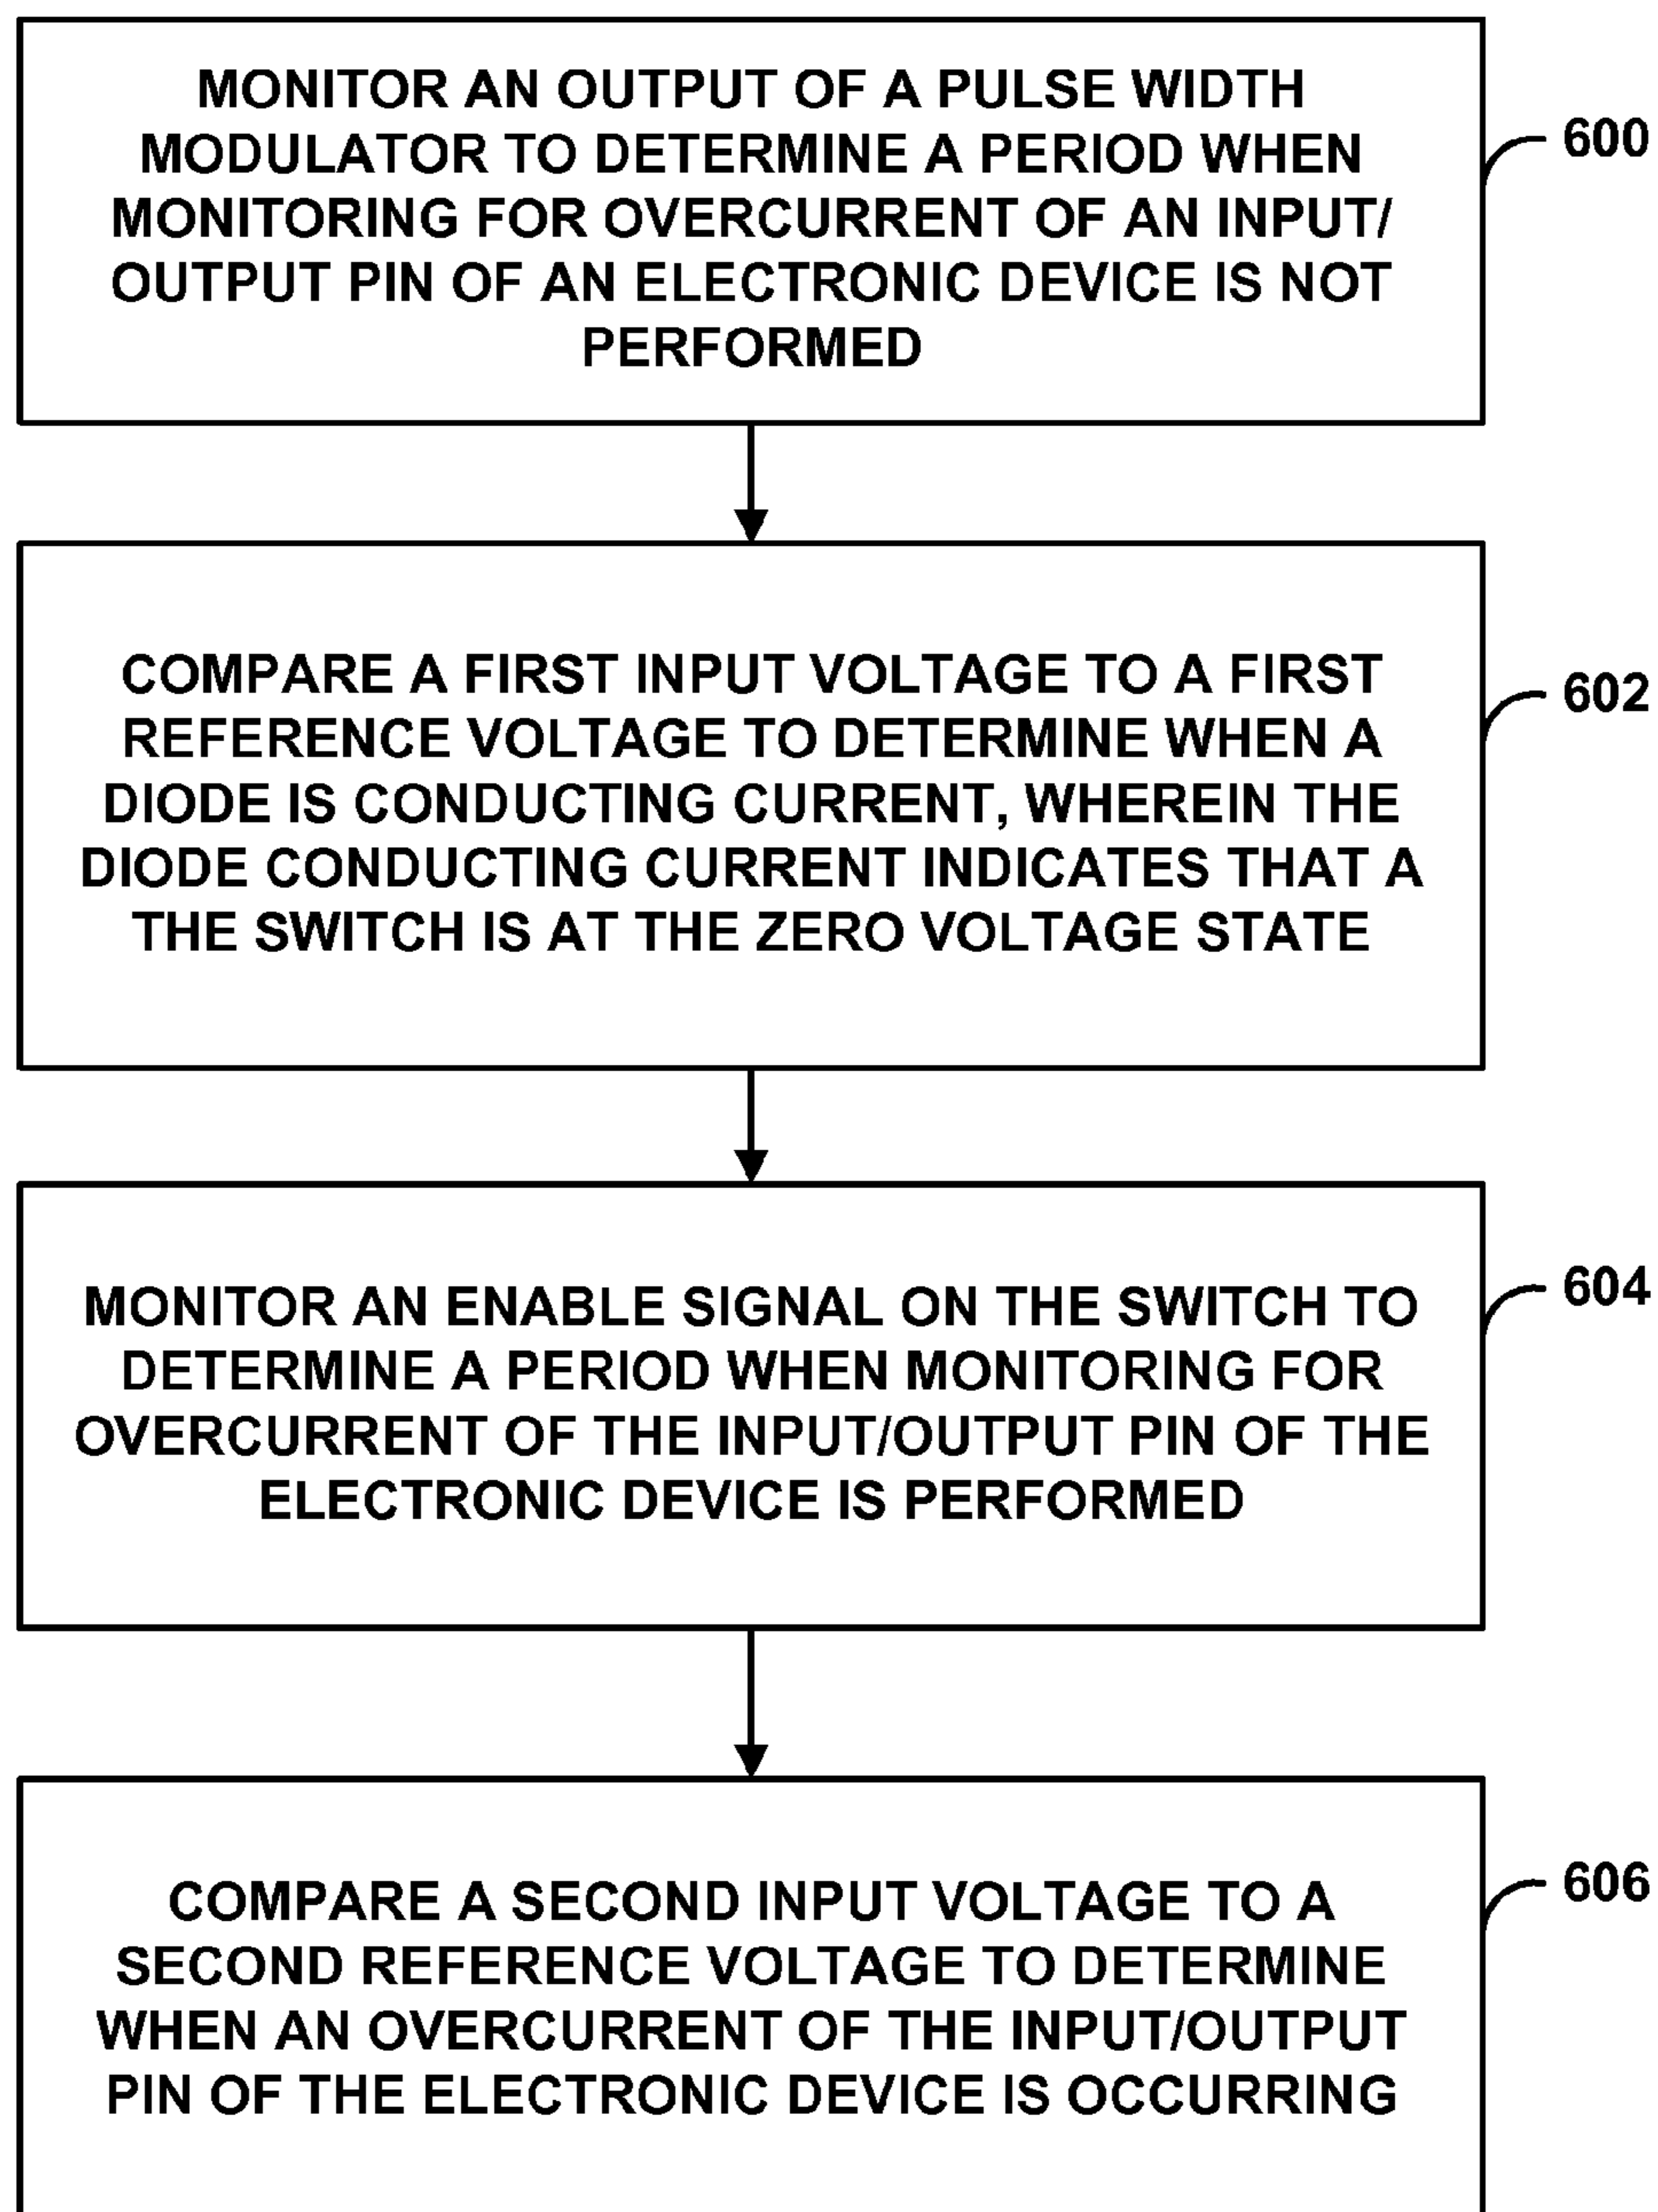 MONITOR AN OUTPUT OF A PULSE WIDTH
MODULATOR TO DETERMINE A PERIOD WHEN
MONITORING FOR OVERCURRENT OF AN INPUT/
OUTPUT PIN OF AN ELECTRONIC DEVICE IS NOT
PERFORMED
600
COMPARE A FIRST INPUT VOLTAGE TO A FIRST
REFERENCE VOLTAGE TO DETERMINE WHEN A
DIODE IS CONDUCTING CURRENT, WHEREIN THE
DIODE CONDUCTING CURRENT INDICATES THAT A
THE SWITCH IS AT THE ZERO VOLTAGE STATE
602
MONITOR AN ENABLE SIGNAL ON THE SWITCH TO
DETERMINE A PERIOD WHEN MONITORING FOR
OVERCURRENT OF THE INPUT/OUTPUT PIN OF THE
ELECTRONIC DEVICE IS PERFORMED
604
COMPARE A SECOND INPUT VOLTAGE TO A
SECOND REFERENCE VOLTAGE TO DETERMINE
WHEN AN OVERCURRENT OF THE INPUT/OUTPUT
PIN OF THE ELECTRONIC DEVICE IS OCCURRING
606